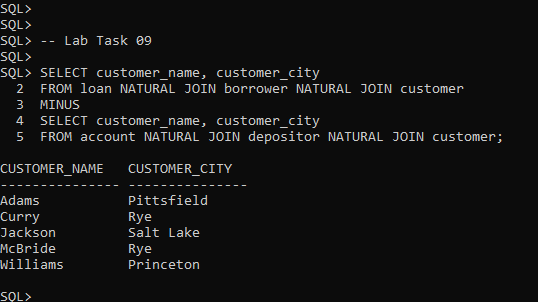 SQL>
SQL>
SQL> -- Lab Task 09
SQL>
SQL> SELECT customer_name, customer_city
  2  FROM loan NATURAL JOIN borrower NATURAL JOIN customer
  3  MINUS
  4  SELECT customer_name, customer_city
  5  FROM account NATURAL JOIN depositor NATURAL JOIN customer;

CUSTOMER_NAME   CUSTOMER_CITY
--------------- ---------------
Adams           Pittsfield
Curry           Rye
Jackson         Salt Lake
McBride         Rye
Williams        Princeton

SQL>